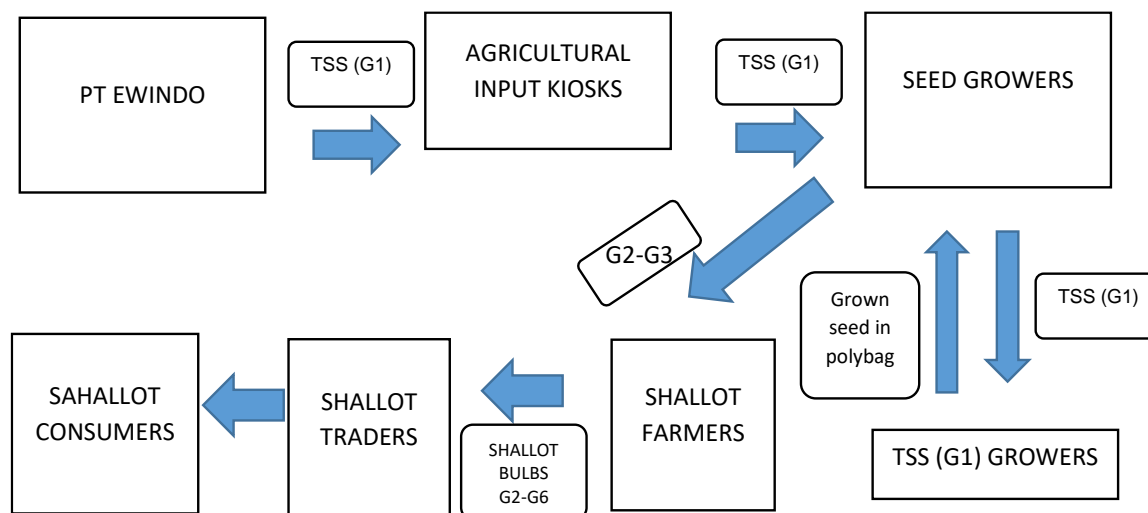 PT EWINDO
TSS (G1)
AGRICULTURAL
INPUT KIOSKS
TSS (G1)
SEED GROWERS
G2-G3
Grown
seed in
polybag
TSS (G1)
SAHALLOT
CONSUMERS
SHALLOT
TRADERS
SHALLOT
BULBS
G2-G6
SHALLOT
FARMERS
TSS (G1) GROWERS